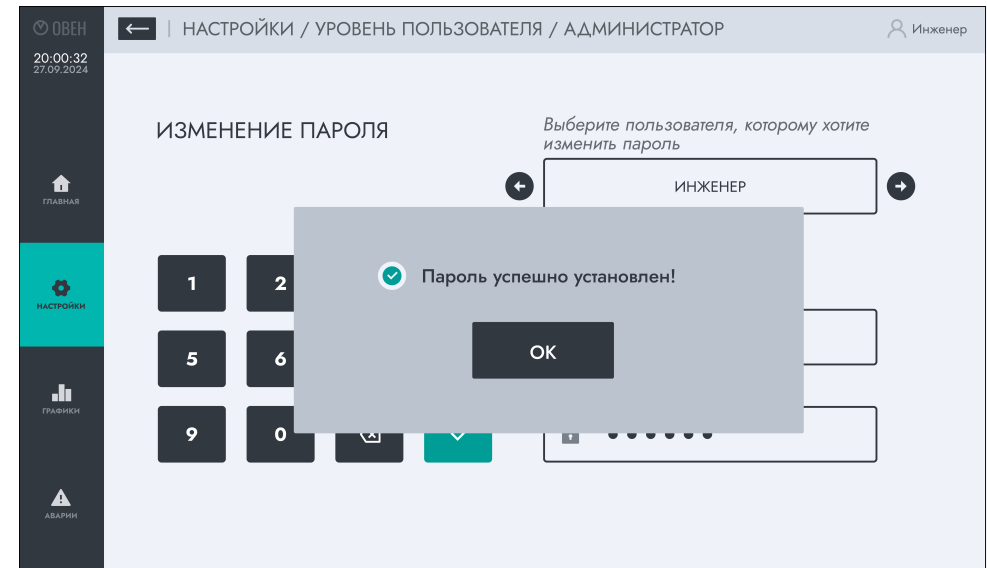 ОВЕН
20:00:32
27.09.2024
НАСТРОЙКИ / УРОВЕНЬ ПОЛЬЗОВАТЕЛЯ / АДМИНИСТРАТОР
Инженер
ГЛАВНАЯ
НАСТРОЙКИ
ГРАФИКИ
АВАРИИ
ИЗМЕНЕНИЕ ПАРОЛЯ
Выберите пользователя, которому хотите
изменить пароль
ИНЖЕНЕР
1 2
5 6
9 0
Пароль успешно установлен!
ОК